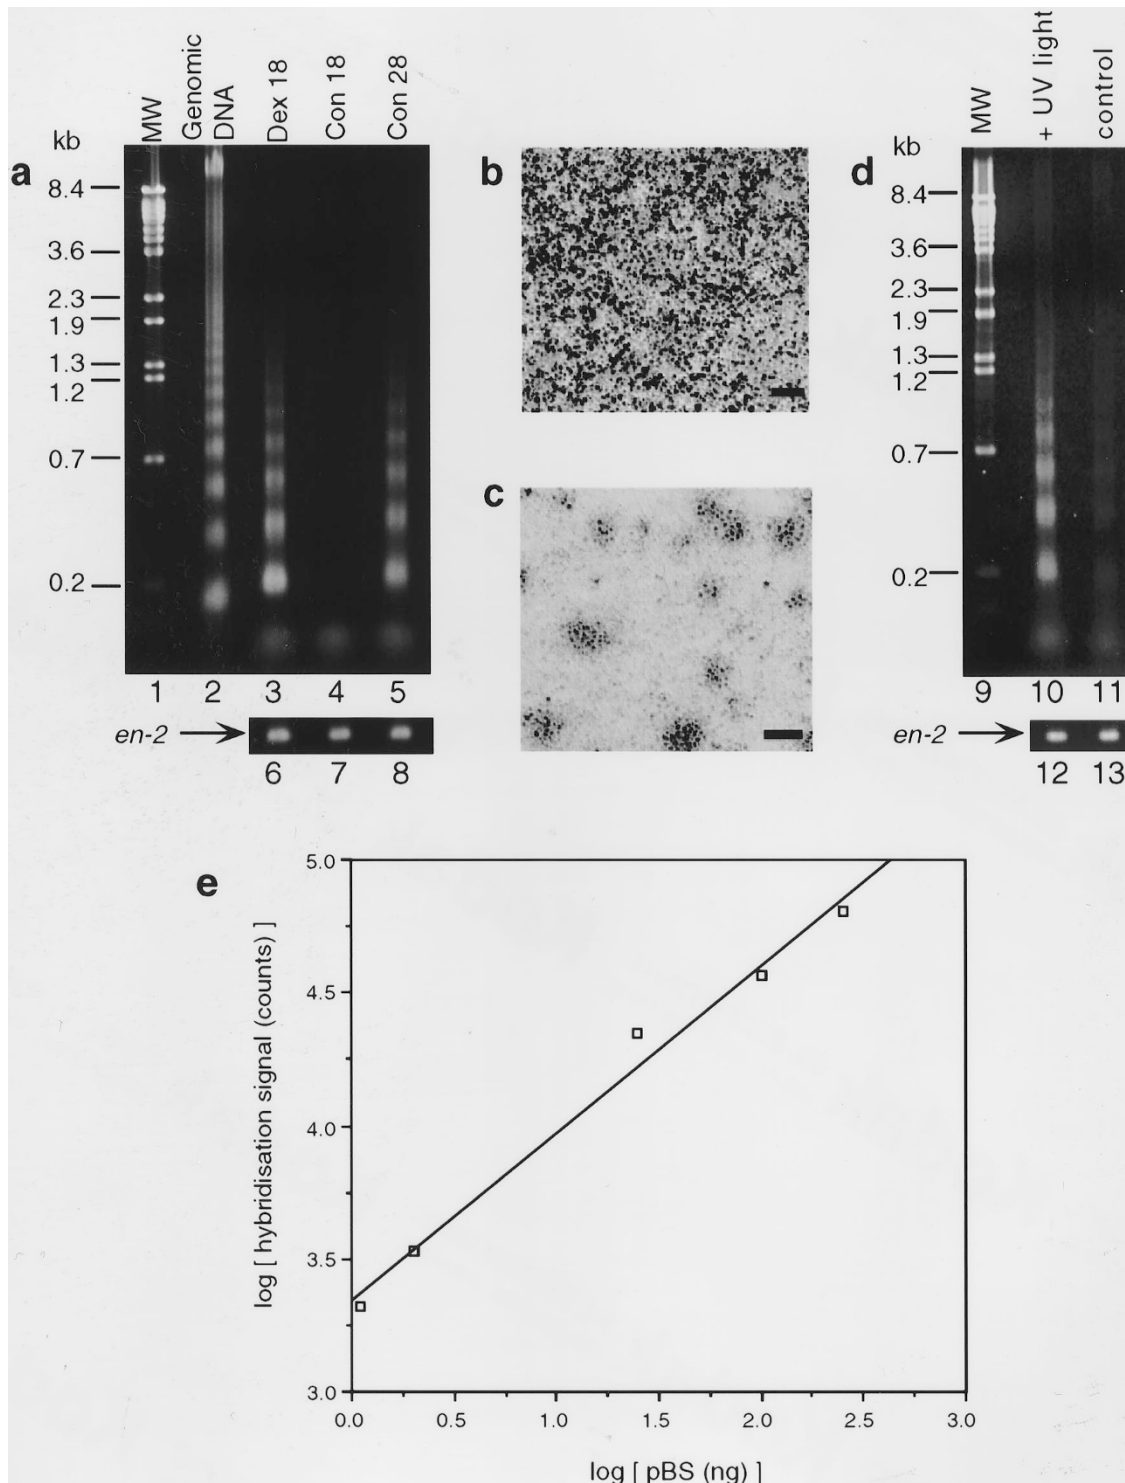 a
kb
MW
Genomic
DNA
Dex 18
Con 18
Con 28
8.4
3.6
2.3
1.9
1.3
1.2
0.7
0.2
1 2 3 4 5
en-2
6 7 8
b
c
d
kb
MW
+ UV light
control
8.4
3.6
2.3
1.9
1.3
1.2
0.7
0.2
9 10 11
en-2
12 13
e
log [ hybridisation signal (counts) ]
5.0
4.5
4.0
3.5
3.0
0.0 0.5 1.0 1.5 2.0 2.5 3.0
log [ pBS (ng) ]